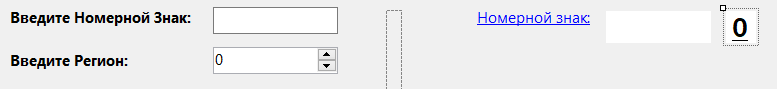 Введите Номерной Знак:
Введите Регион: 0
Номерной знак: 0